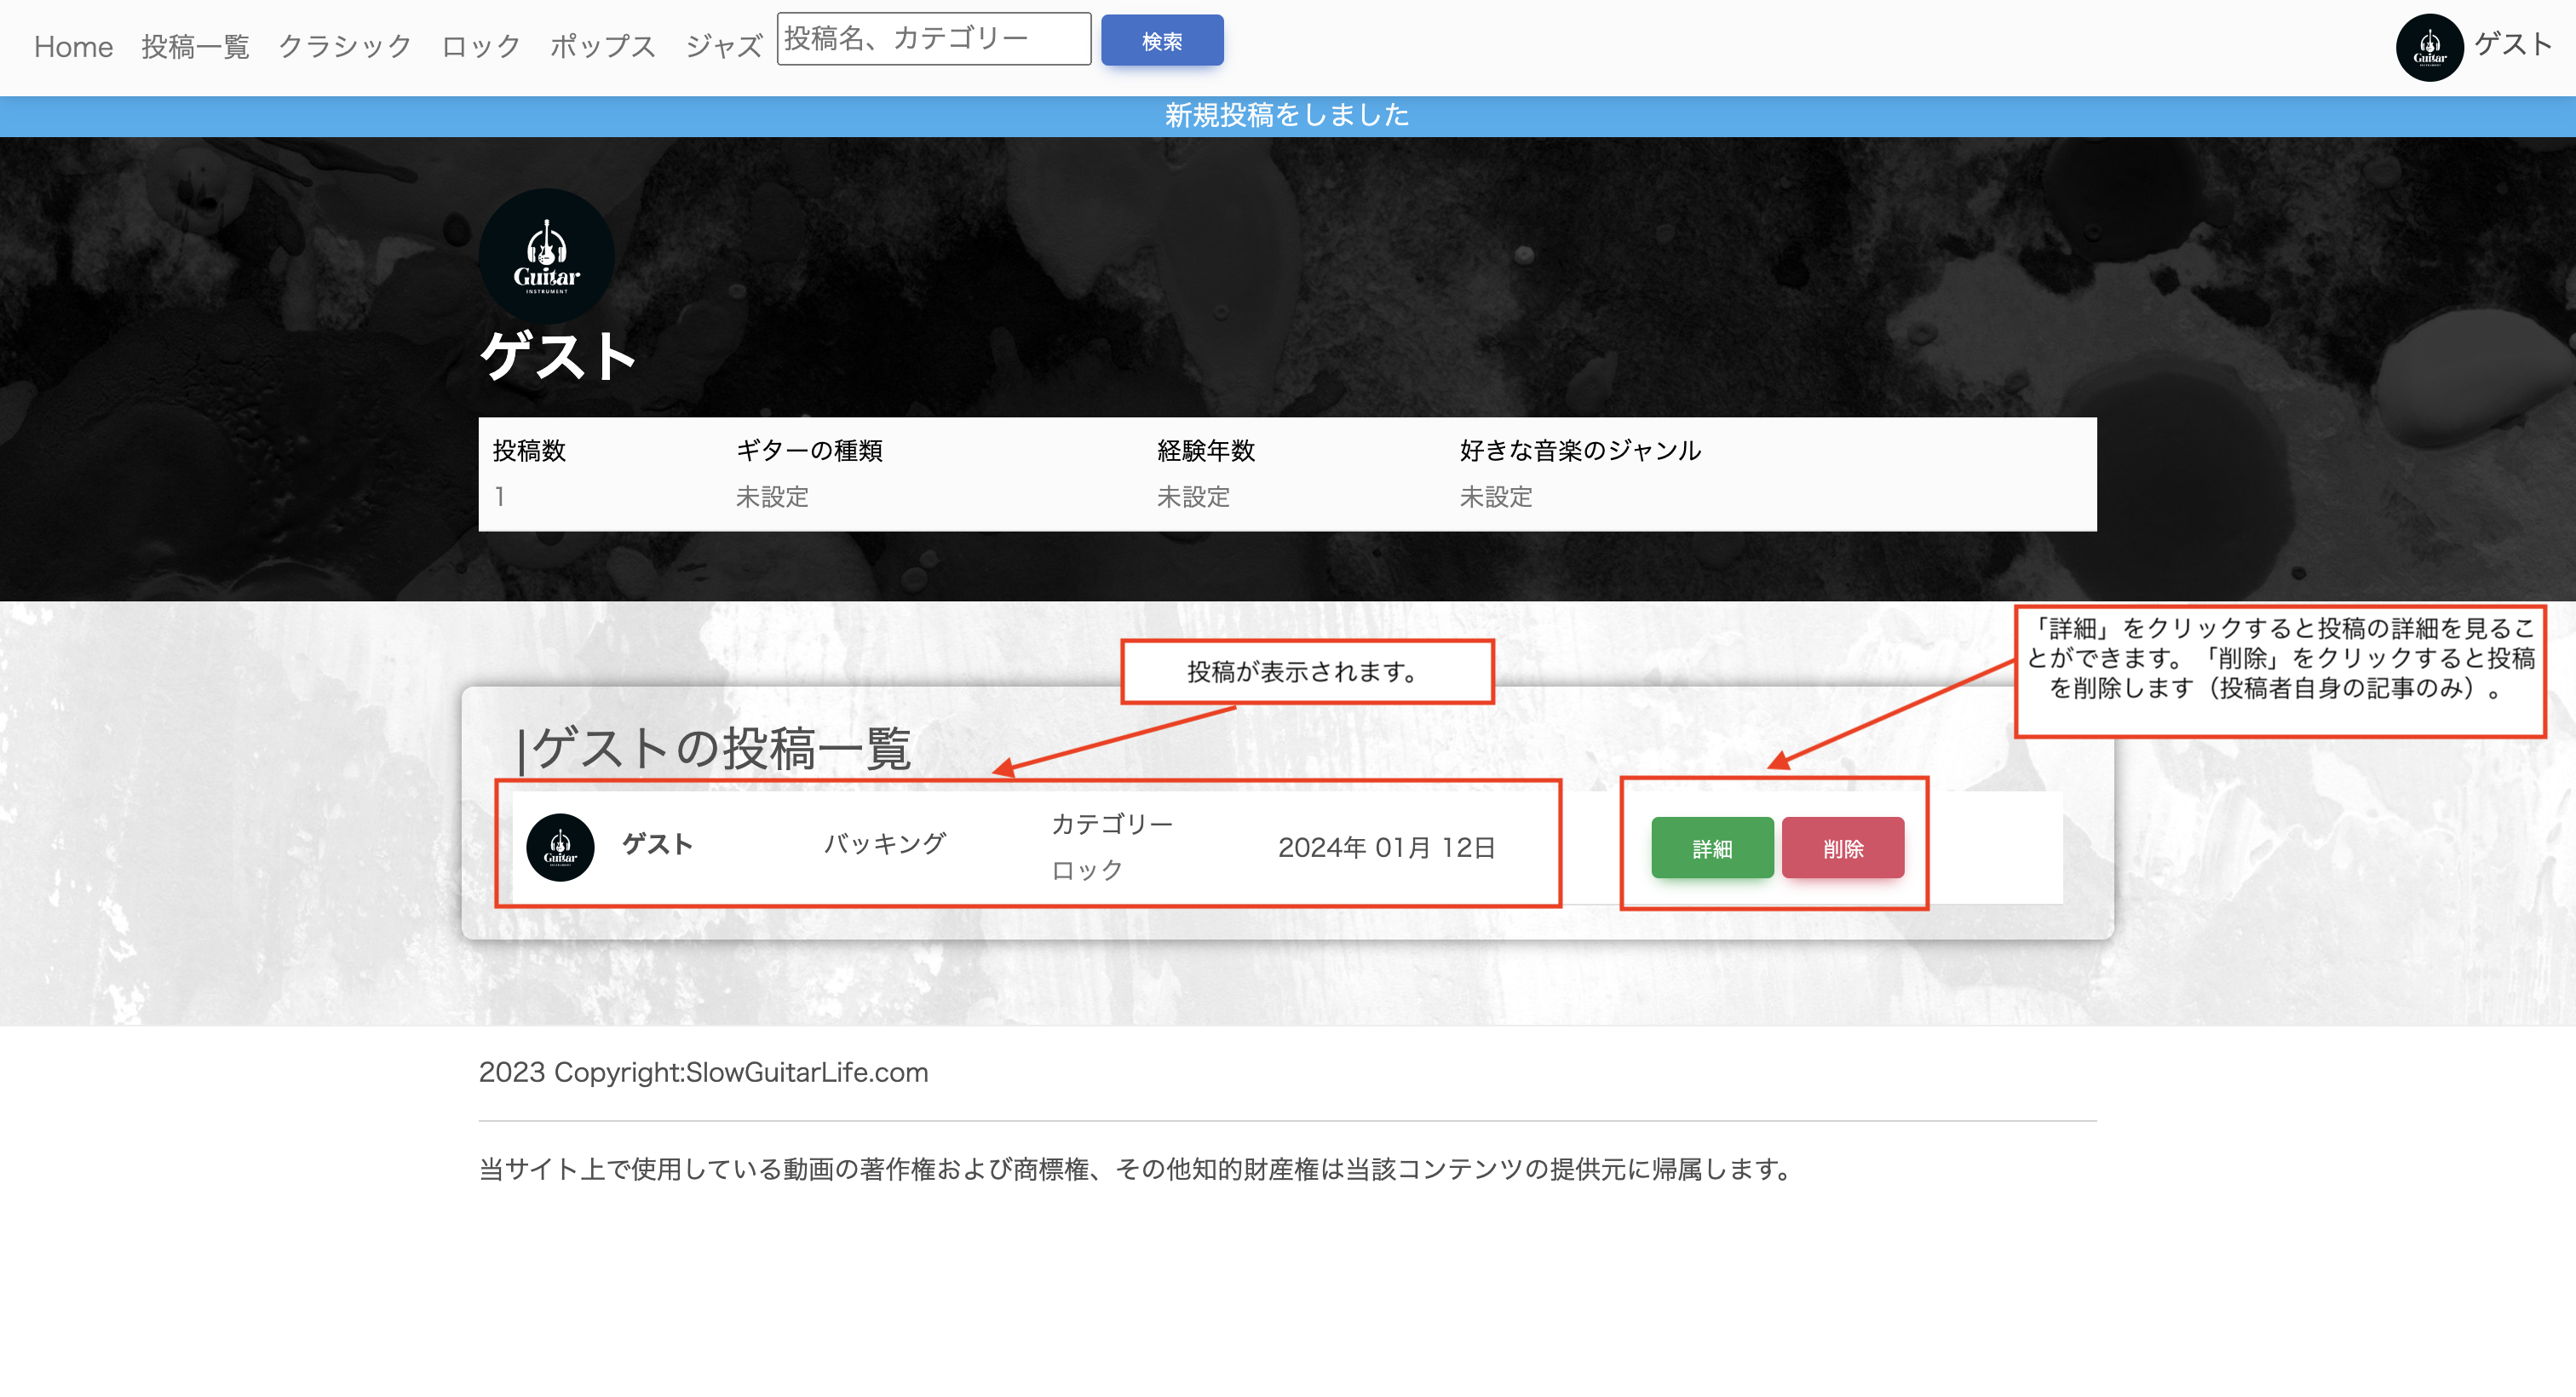 Home 投稿一覧 クラシック ロック ポップス ジャズ 投稿名、カテゴリー 検索 Guitar ゲスト
新規投稿をしました
Guitar
INSTRUMENT
ゲスト
投稿数 ギターの種類 経験年数 好きな音楽のジャンル
1 未設定 未設定 未設定
「詳細」をクリックすると投稿の詳細を見るこ
とができます。「削除」をクリックすると投稿
を削除します（投稿者自身の記事のみ）。
投稿が表示されます。
|ゲストの投稿一覧
Guitar ゲスト バッキング カテゴリー 2024年 01月 12日 詳細 削除
ロック
2023 Copyright:SlowGuitarLife.com
当サイト上で使用している動画の著作権および商標権、その他知的財産権は当該コンテンツの提供元に帰属します。